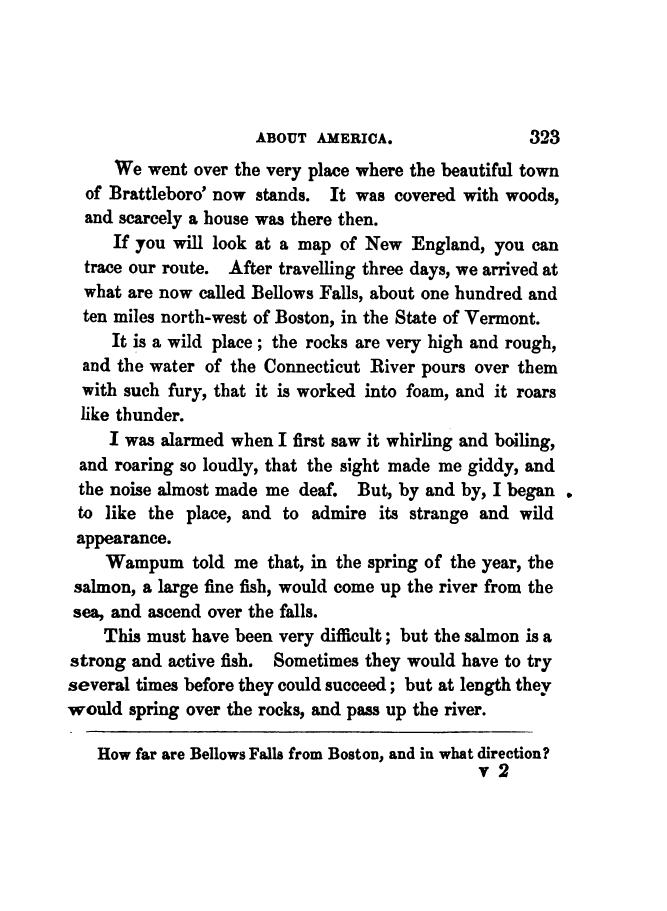 ABOUT AMERICA. 323
We went over the very place where the beautiful town
of Brattleboro' now stands. It was covered with woods,
and scarcely a house was there then.
If you will look at a map of New England, you can
trace our route. After travelling three days, we arrived at
what are now called Bellows Falls, about one hundred and
ten miles north-west of Boston, in the State of Vermont.
It is a wild place; the rocks are very high and rough,
and the water of the Connecticut River pours over them
with such fury, that it is worked into foam, and it roars
like thunder.
I was alarmed when I first saw it whirling and boiling,
and roaring so loudly, that the sight made me giddy, and
the noise almost made me deaf. But, by and by, I began
to like the place, and to admire its strange and wild
appearance.
Wampum told me that, in the spring of the year, the
salmon, a large fine fish, would come up the river from the
sea, and ascend over the falls.
This must have been very difficult; but the salmon is a
strong and active fish. Sometimes they would have to try
several times before they could succeed; but at length they
would spring over the rocks, and pass up the river.
How far are Bellows Falls from Boston, and in what direction?
V 2